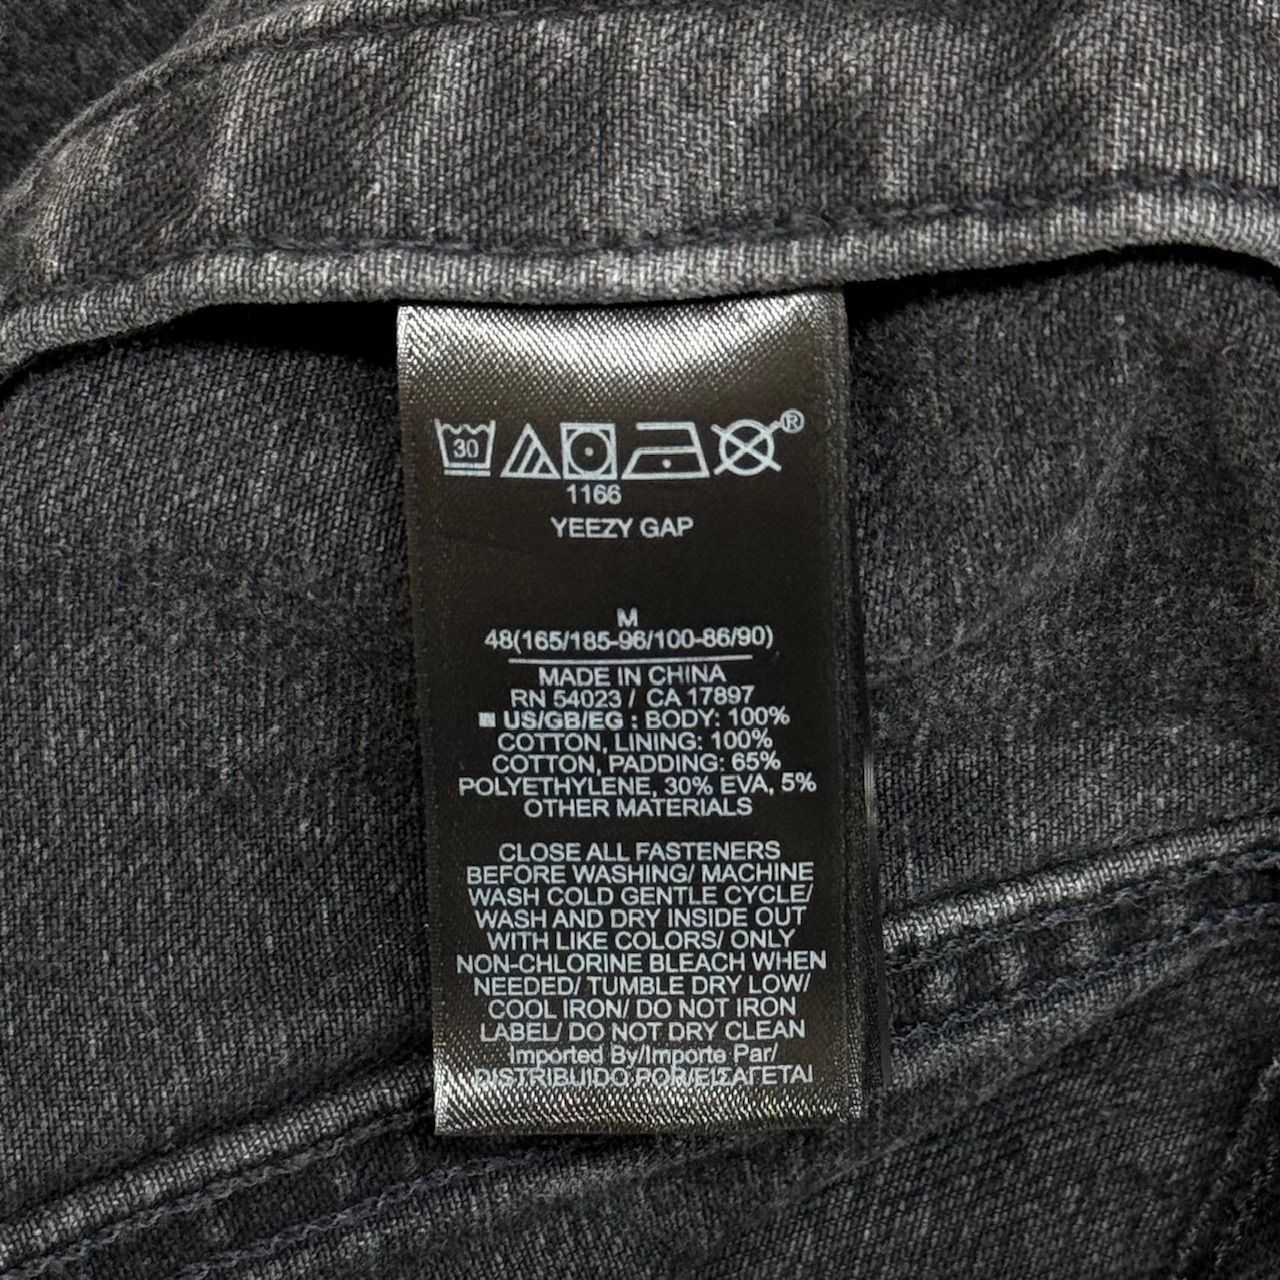 30
®
1166
YEEZY GAP
M
48(165/185-96/100-86/90)
MADE IN CHINA
RN 54023 / CA 17897
■ US/GB/EG : BODY: 100%
COTTON, LINING: 100%
COTTON, PADDING: 65%
POLYETHYLENE, 30% EVA, 5%
OTHER MATERIALS
CLOSE ALL FASTENERS
BEFORE WASHING/ MACHINE
WASH COLD GENTLE CYCLE/
WASH AND DRY INSIDE OUT
WITH LIKE COLORS/ ONLY
NON-CHLORINE BLEACH WHEN
NEEDED/ TUMBLE DRY LOW/
COOL IRON/ DO NOT IRON
LABEL/ DO NOT DRY CLEAN
Imported By/Importe Par/
DISTRIBUIDO POR/ΕΙΣΑΓΕΤΑΙ